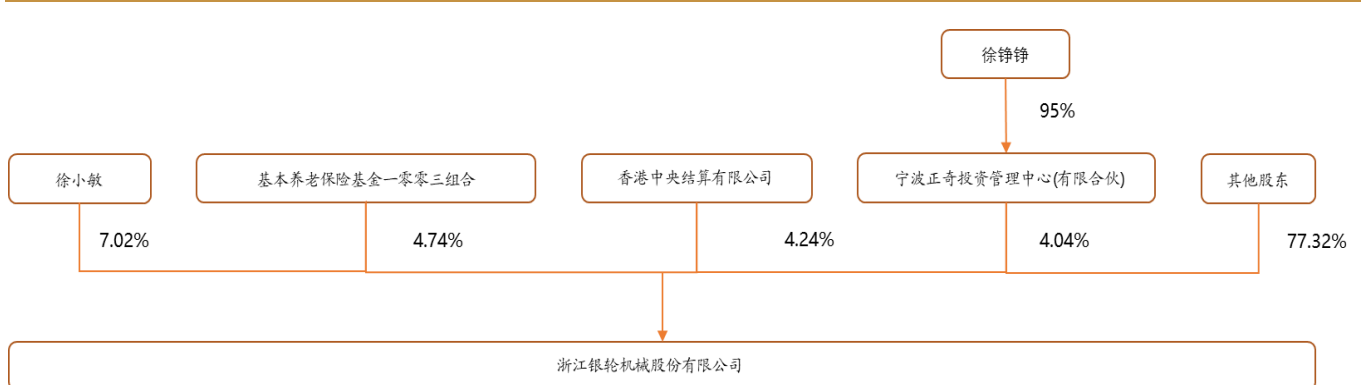 徐铮铮
95%
徐小敏
基本养老保险基金一零零三组合
香港中央结算有限公司
宁波正奇投资管理中心(有限合伙)
其他股东
7.02%
4.74%
4.24%
4.04%
77.32%
浙江银轮机械股份有限公司